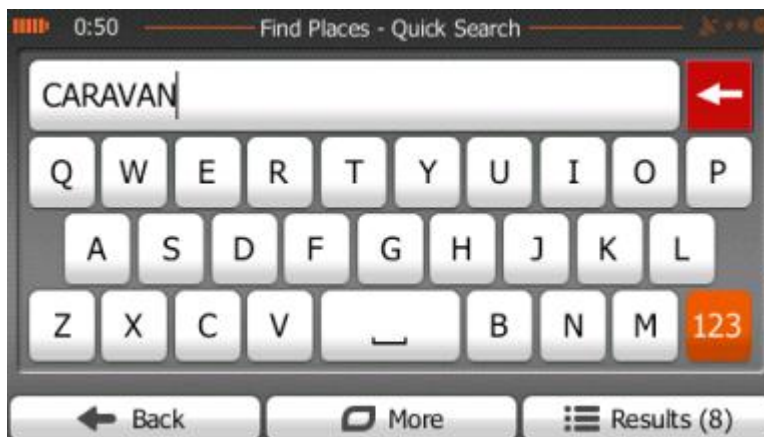 0:50 Find Places - Quick Search
CARAVAN
Q W E R T Y U I O P
A S D F G H J K L
Z X C V B N M 123
Back More Results (8)